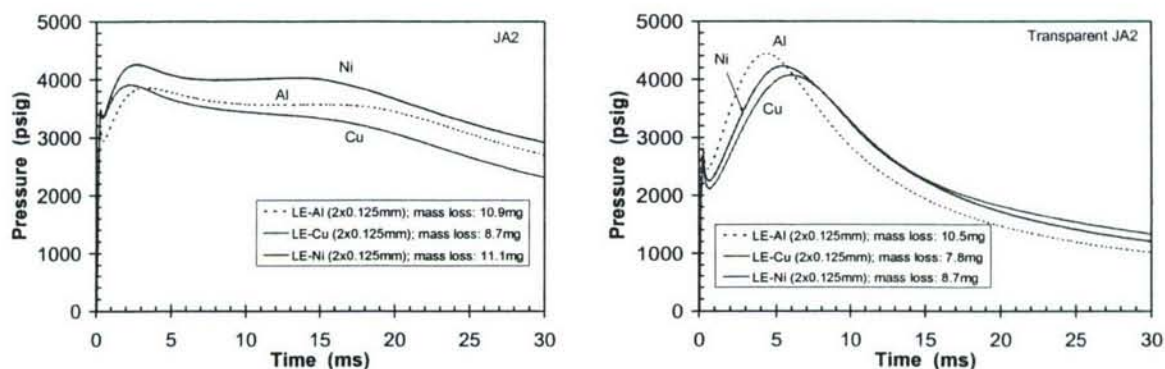 JA2
Pressure (psig)
5000
4000
3000
2000
1000
0
Ni
Al
Cu
LE-Al (2x0.125mm); mass loss: 10.9mg
LE-Cu (2x0.125mm); mass loss: 8.7mg
LE-Ni (2x0.125mm); mass loss: 11.1mg
0 5 10 15 20 25 30
Time (ms)
Transparent JA2
Pressure (psig)
5000
4000
3000
2000
1000
0
Al
Ni
Cu
LE-Al (2x0.125mm); mass loss: 10.5mg
LE-Cu (2x0.125mm); mass loss: 7.8mg
LE-Ni (2x0.125mm); mass loss: 8.7mg
0 5 10 15 20 25 30
Time (ms)